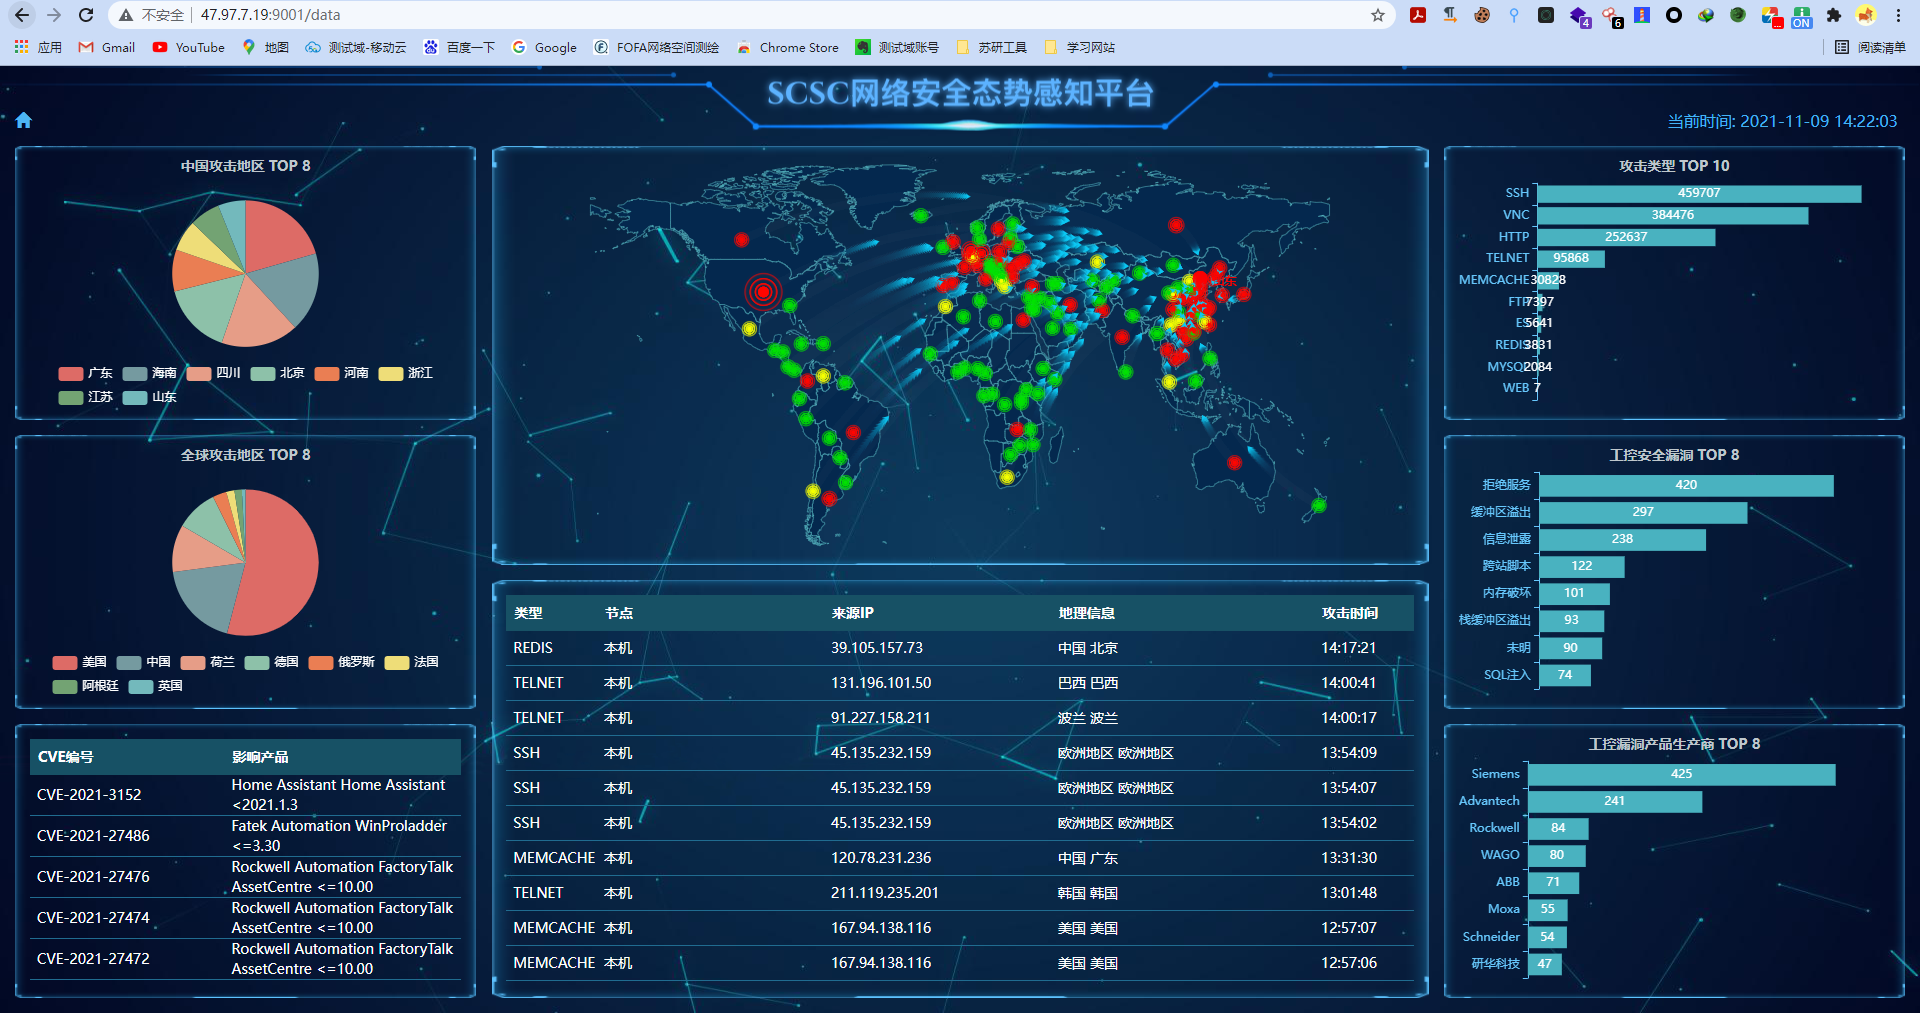 不安全 47.97.7.19:9001/data
4 6 ... ON
应用 Gmail YouTube 地图 测试域-移动云 百度一下 Google FOFA网络空间测绘 Chrome Store 测试域账号 苏研工具 学习网站 阅读清单
SCSC网络安全态势感知平台
当前时间: 2021-11-09 14:22:03
中国攻击地区 TOP 8
广东 海南 四川 北京 河南 浙江
江苏 山东
全球攻击地区 TOP 8
美国 中国 荷兰 德国 俄罗斯 法国
阿根廷 英国
CVE编号 影响产品
CVE-2021-3152 Home Assistant Home Assistant
<2021.1.3
CVE-2021-27486 Fatek Automation WinProladder
<=3.30
CVE-2021-27476 Rockwell Automation FactoryTalk
AssetCentre <=10.00
CVE-2021-27474 Rockwell Automation FactoryTalk
AssetCentre <=10.00
CVE-2021-27472 Rockwell Automation FactoryTalk
AssetCentre <=10.00
类型 节点 来源IP 地理信息 攻击时间
REDIS 本机 39.105.157.73 中国 北京 14:17:21
TELNET 本机 131.196.101.50 巴西 巴西 14:00:41
TELNET 本机 91.227.158.211 波兰 波兰 14:00:17
SSH 本机 45.135.232.159 欧洲地区 欧洲地区 13:54:09
SSH 本机 45.135.232.159 欧洲地区 欧洲地区 13:54:07
SSH 本机 45.135.232.159 欧洲地区 欧洲地区 13:54:02
MEMCACHE 本机 120.78.231.236 中国 广东 13:31:30
TELNET 本机 211.119.235.201 韩国 韩国 13:01:48
MEMCACHE 本机 167.94.138.116 美国 美国 12:57:07
MEMCACHE 本机 167.94.138.116 美国 美国 12:57:06
攻击类型 TOP 10
SSH 459707
VNC 384476
HTTP 252637
TELNET 95868
MEMCACHE 30828
FTP 7397
ES 5641
REDIS 3831
MYSQL 2084
WEB 7
工控安全漏洞 TOP 8
拒绝服务 420
缓冲区溢出 297
信息泄露 238
跨站脚本 122
内存破坏 101
栈缓冲区溢出 93
未明 90
SQL注入 74
工控漏洞产品生产商 TOP 8
Siemens 425
Advantech 241
Rockwell 84
WAGO 80
ABB 71
Moxa 55
Schneider 54
研华科技 47